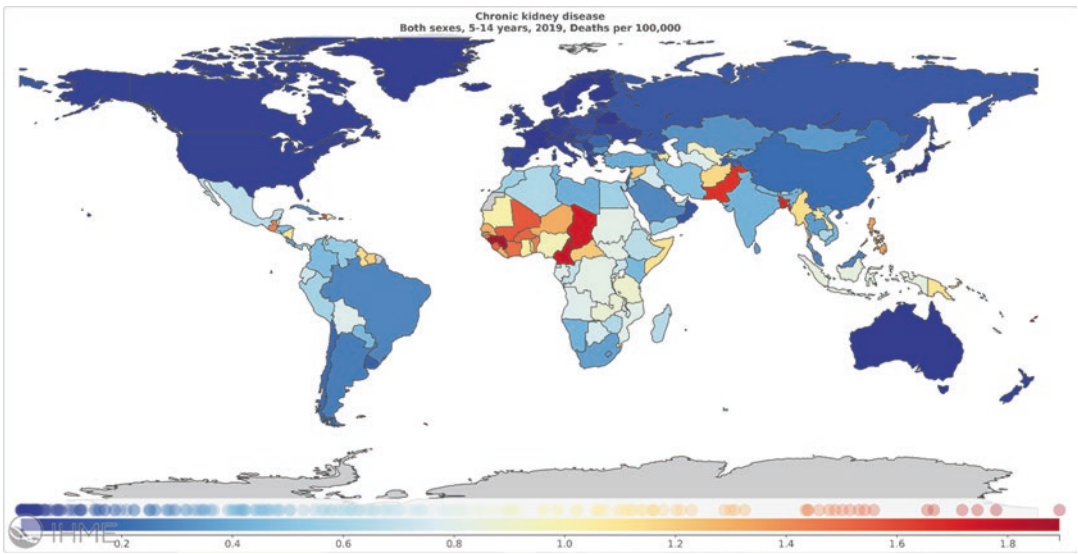 Chronic kidney disease
Both sexes, 5-14 years, 2019, Deaths per 100,000
IHME
0.2 0.4 0.6 0.8 1.0 1.2 1.4 1.6 1.8